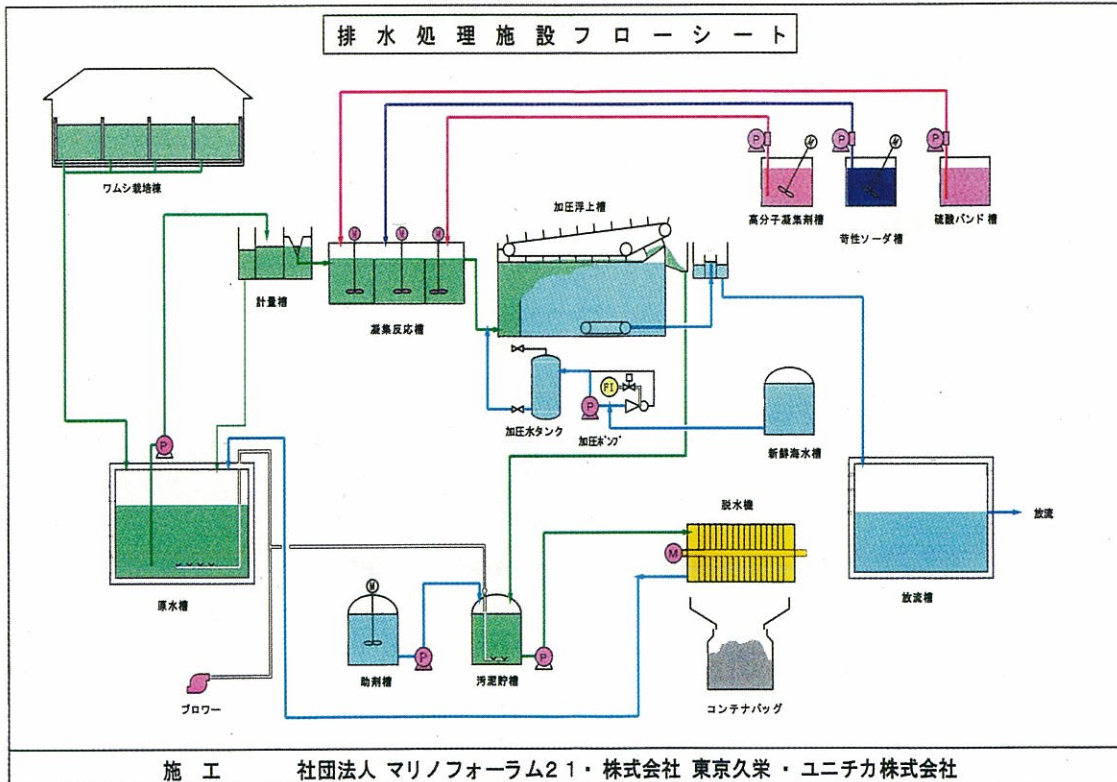 排水処理施設フローシート
ワムシ栽培棟
高分子凝集剤槽
苛性ソーダ槽
硫酸バンド槽
P
P
P
M
M
加圧浮上槽
計量槽
M
M
M
凝集反応槽
加圧水タンク
FI
P
加圧ポンプ
新鮮海水槽
P
原水槽
脱水機
M
放流
放流槽
M
P
助剤槽
汚泥貯槽
P
コンテナバッグ
ブロワー
施工 社団法人 マリノフォーラム21・株式会社 東京久栄・ユニチカ株式会社